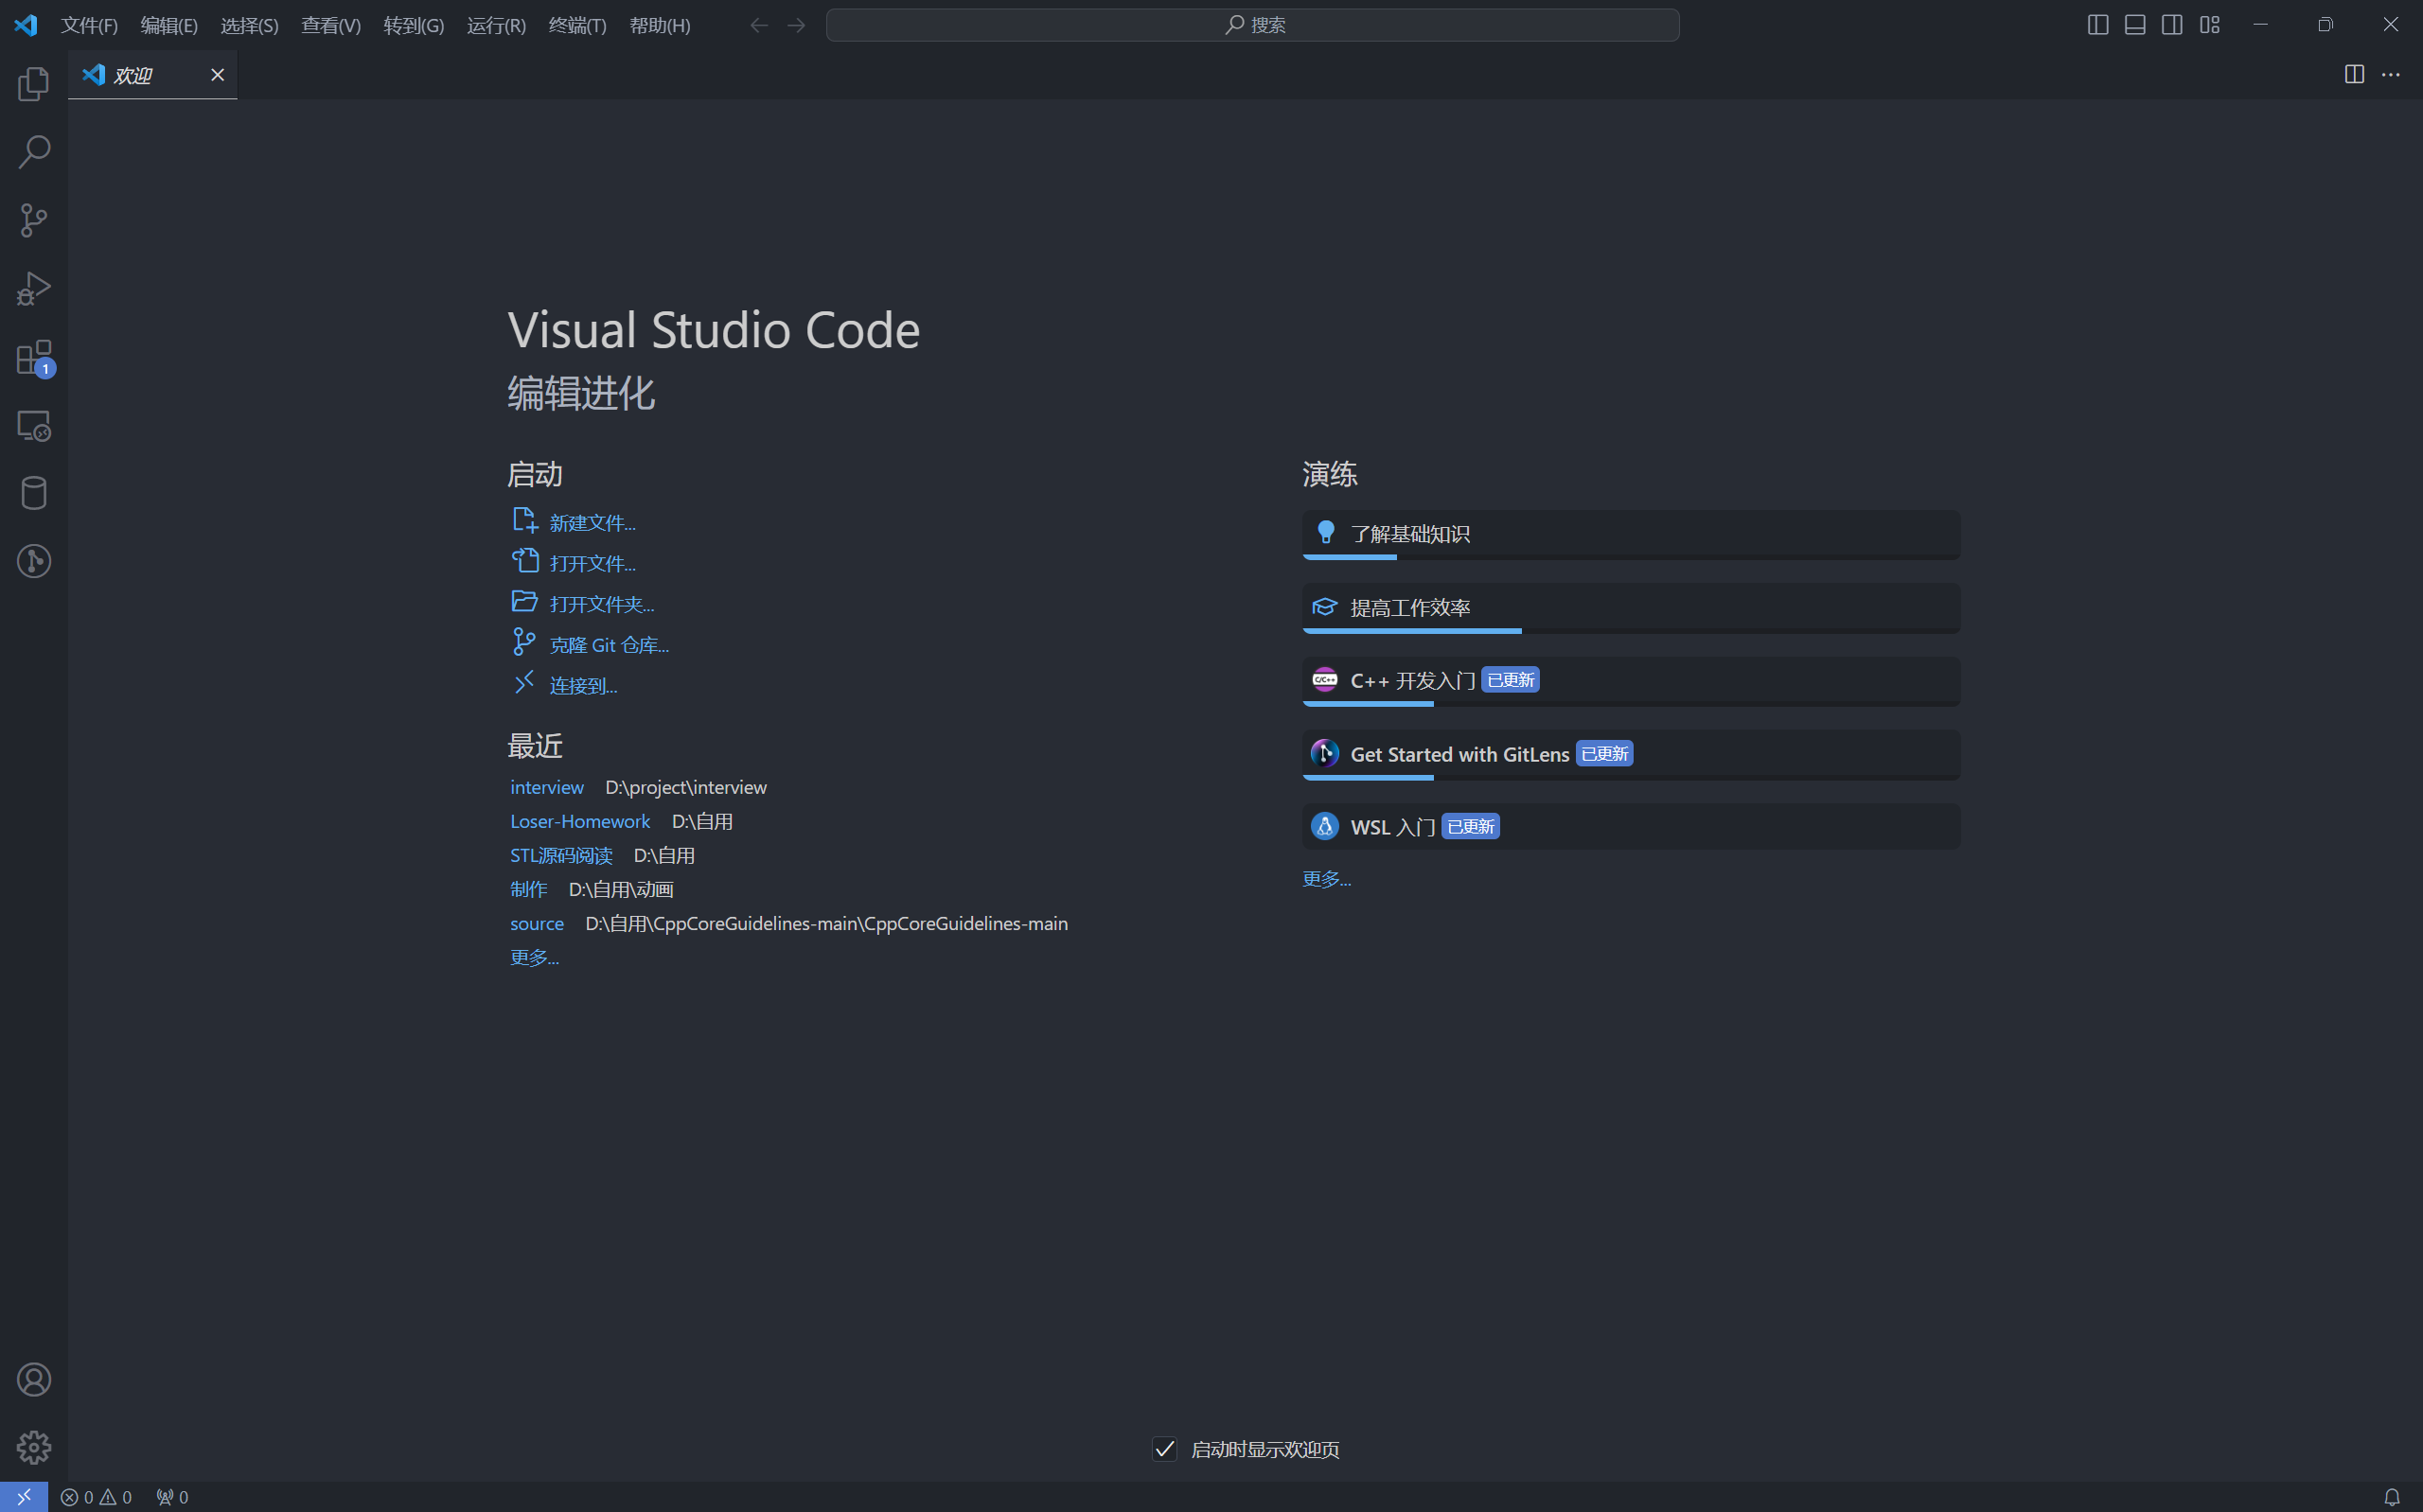 文件(F) 编辑(E) 选择(S) 查看(V) 转到(G) 运行(R) 终端(T) 帮助(H) 搜索
欢迎
1
Visual Studio Code
编辑进化
启动
新建文件...
打开文件...
打开文件夹...
克隆 Git 仓库...
连接到...
最近
interview D:\project\interview
Loser-Homework D:\自用
STL源码阅读 D:\自用
制作 D:\自用\动画
source D:\自用\CppCoreGuidelines-main\CppCoreGuidelines-main
更多...
演练
了解基础知识
提高工作效率
C/C++ C++ 开发入门 已更新
Get Started with GitLens 已更新
WSL 入门 已更新
更多...
启动时显示欢迎页
0 0 0